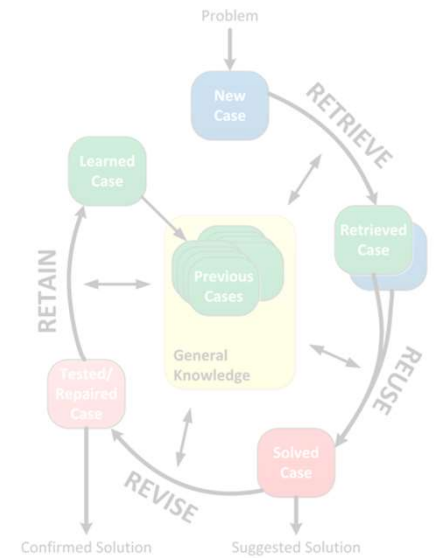 Problem
New
Case
RETRIEVE
Learned
Case
Retrieved
Case
Previous
Cases
RETAIN
General
Knowledge
REUSE
Tested/
Repaired
Case
Solved
Case
REVISE
Confirmed Solution
Suggested Solution